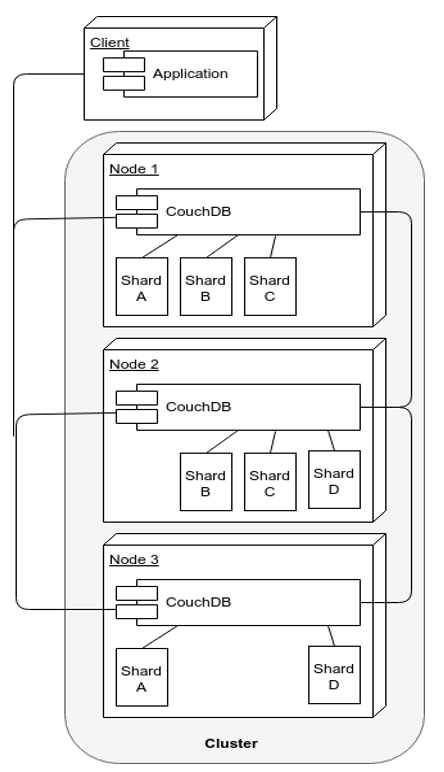 Client
Application
Node 1
CouchDB
Shard
A
Shard
B
Shard
C
Node 2
CouchDB
Shard
B
Shard
C
Shard
D
Node 3
CouchDB
Shard
A
Shard
D
Cluster